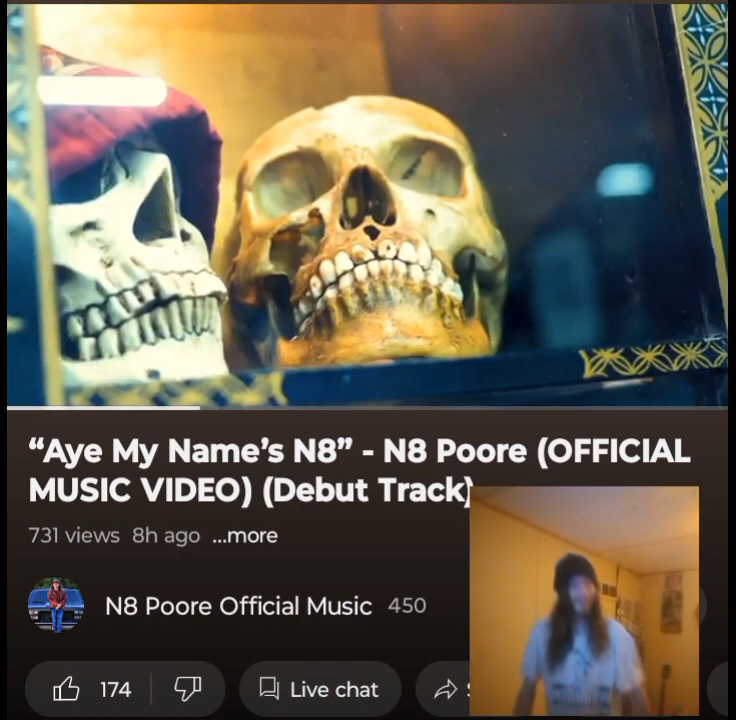 “Aye My Name’s N8” - N8 Poore (OFFICIAL
MUSIC VIDEO) (Debut Track)
731 views 8h ago ...more
N8 Poore Official Music 450
174 Live chat